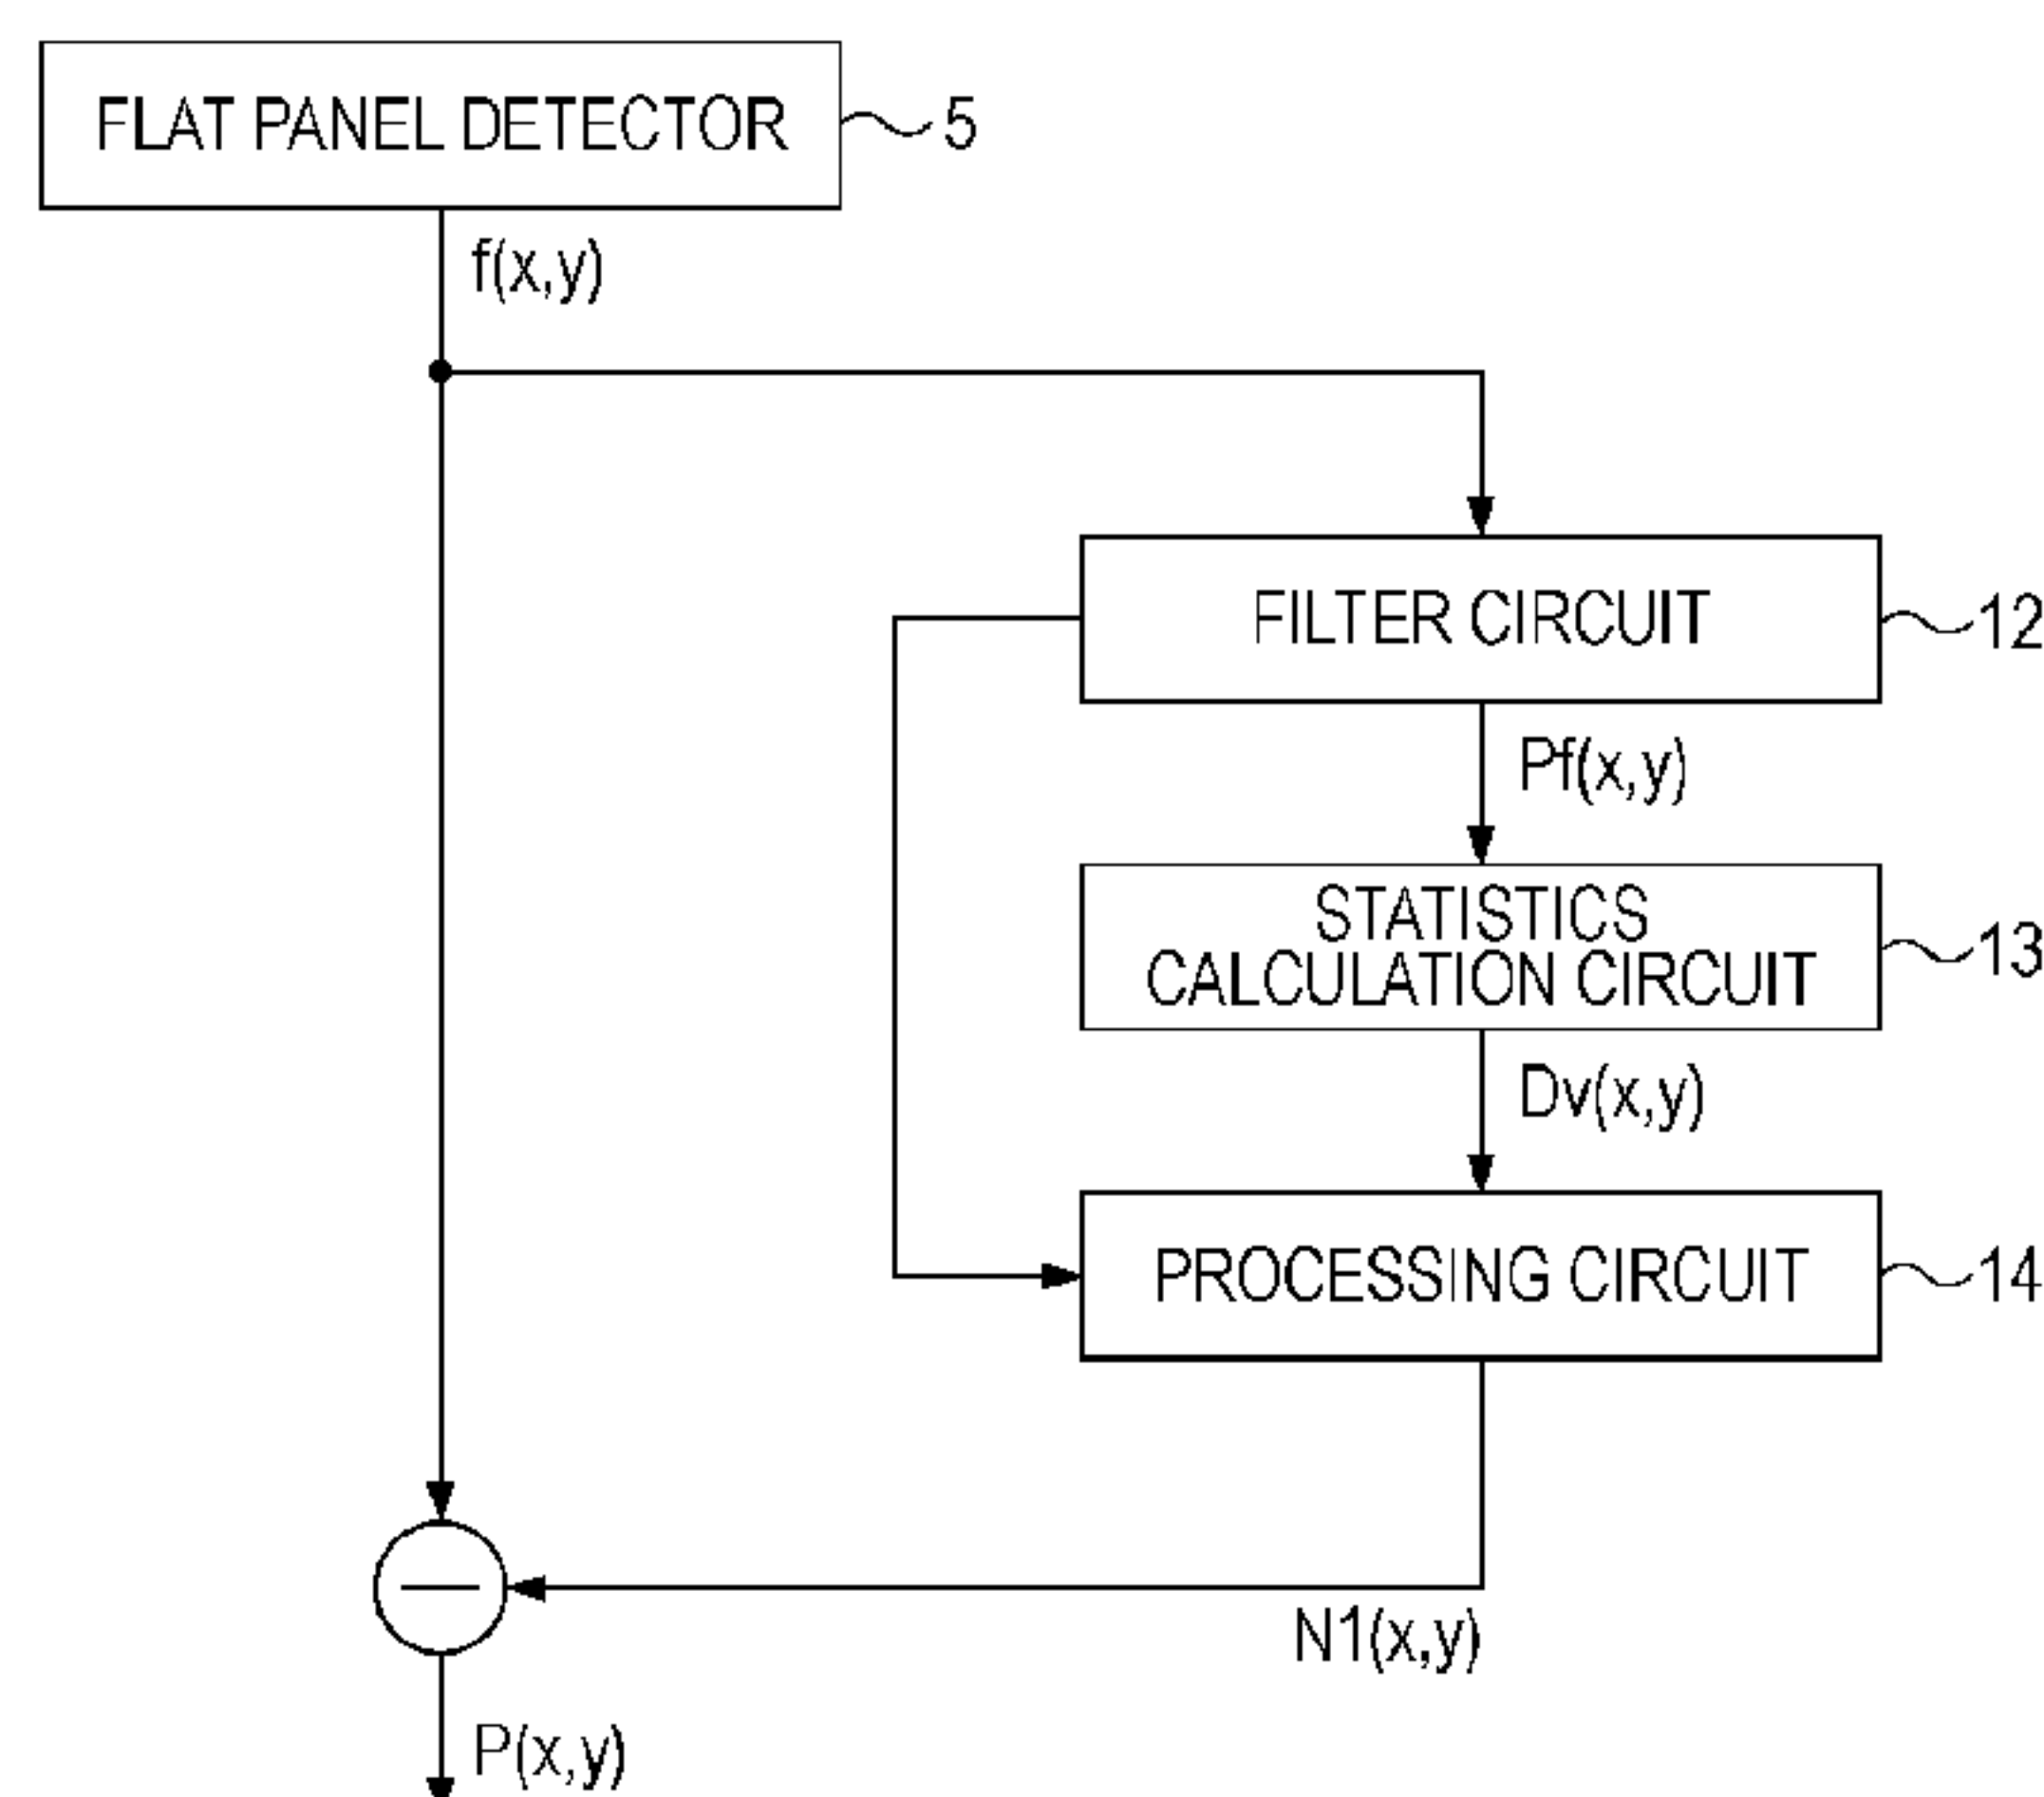 FLAT PANEL DETECTOR
5
f(x,y)
FILTER CIRCUIT
12
Pf(x,y)
STATISTICS
CALCULATION CIRCUIT
13
Dv(x,y)
PROCESSING CIRCUIT
14
N1(x,y)
P(x,y)